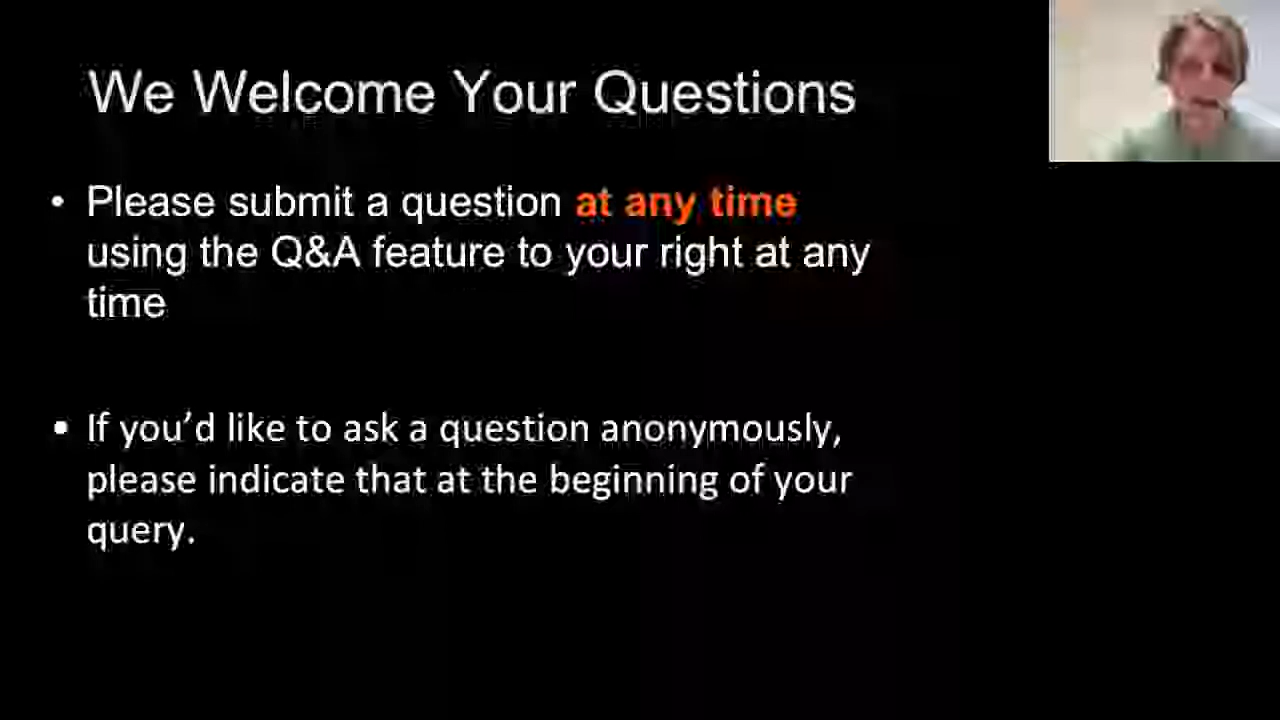 We Welcome Your Questions
• Please submit a question at any time
using the Q&A feature to your right at any
time
• If you’d like to ask a question anonymously,
please indicate that at the beginning of your
query.